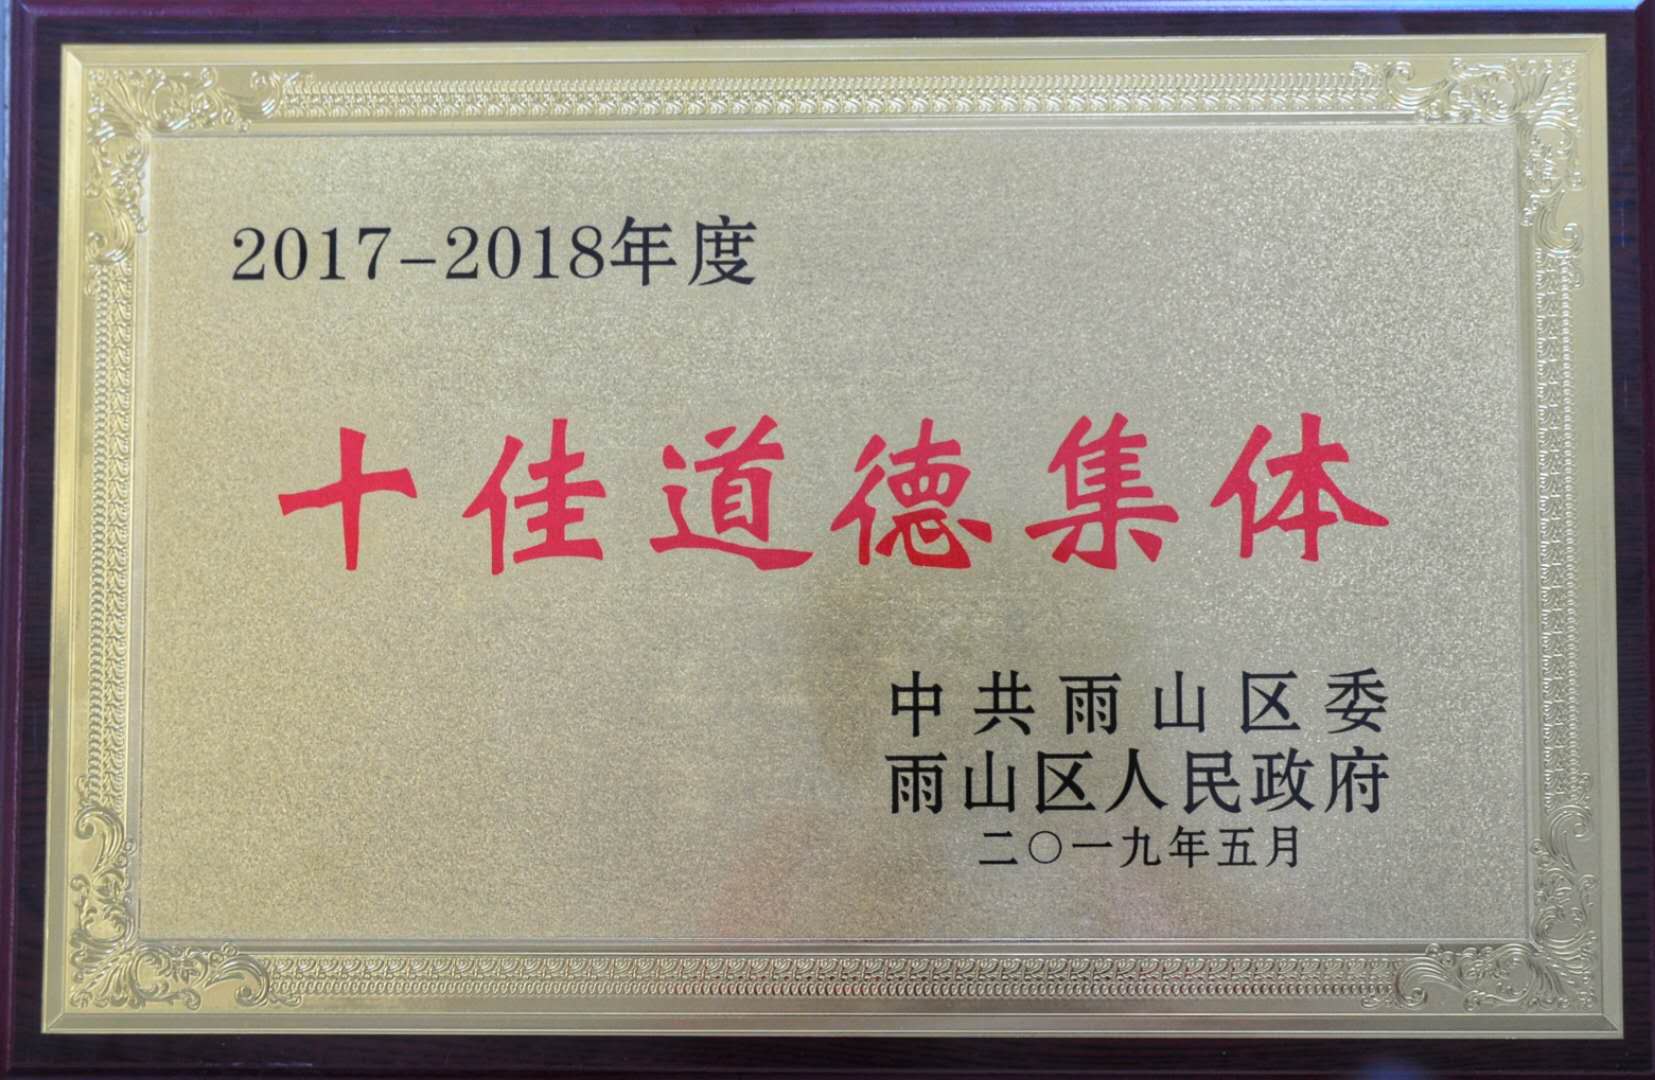 2017-2018年度
十佳道德集体
中共雨山区委
雨山区人民政府
二〇一九年五月